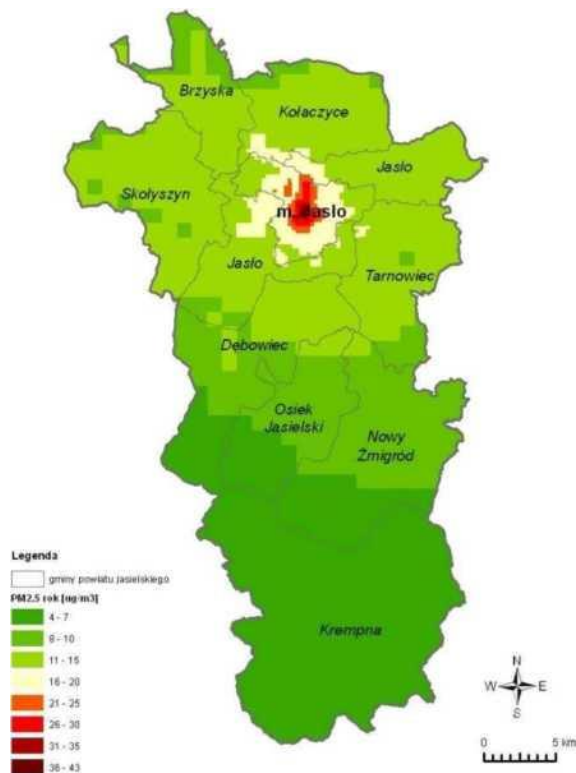 Brzyska
Kołaczyce
Jasło
Skołyszyn
m. Jasło
Jasło
Tarnowiec
Dębowiec
Osiek
Jasielski
Nowy
Żmigród
Krempna
Legenda
gminy powiatu jasielskiego
PM2.5 rok [ug/m3]
4 - 7
8 - 10
11 - 15
16 - 20
21 - 25
26 - 30
31 - 35
36 - 43
N
W E
S
0 5 km